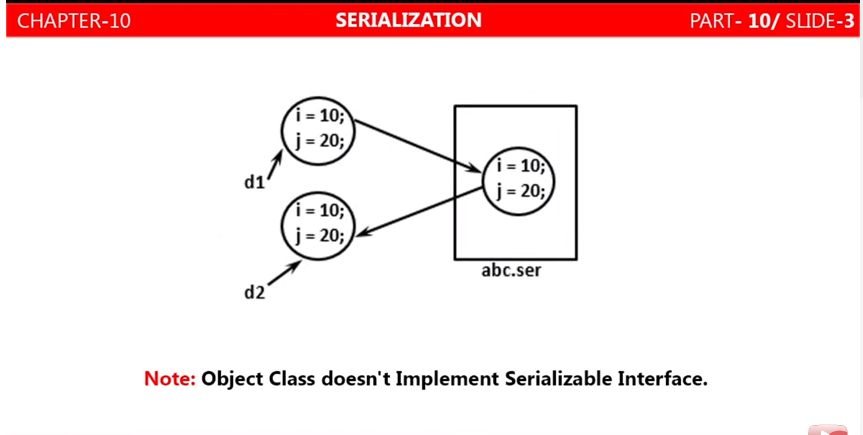 CHAPTER-10 SERIALIZATION PART- 10/ SLIDE-3
i = 10;
j = 20;
d1
i = 10;
j = 20;
i = 10;
j = 20;
d2
abc.ser
Note: Object Class doesn't Implement Serializable Interface.